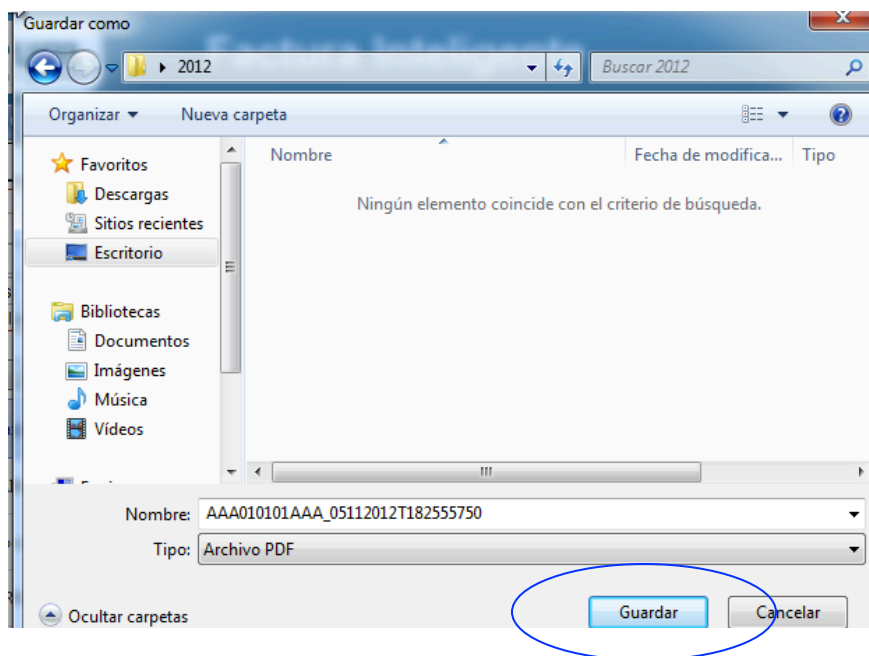 Guardar como
Factura Inteligente
2012
Buscar 2012
Organizar
Nueva carpeta
Favoritos
Descargas
Sitios recientes
Escritorio
Bibliotecas
Documentos
Imágenes
Música
Vídeos
Nombre
Fecha de modifica...
Tipo
Ningún elemento coincide con el criterio de búsqueda.
Nombre: AAA010101AAA_05112012T182555750
Tipo: Archivo PDF
Ocultar carpetas
Guardar
Cancelar